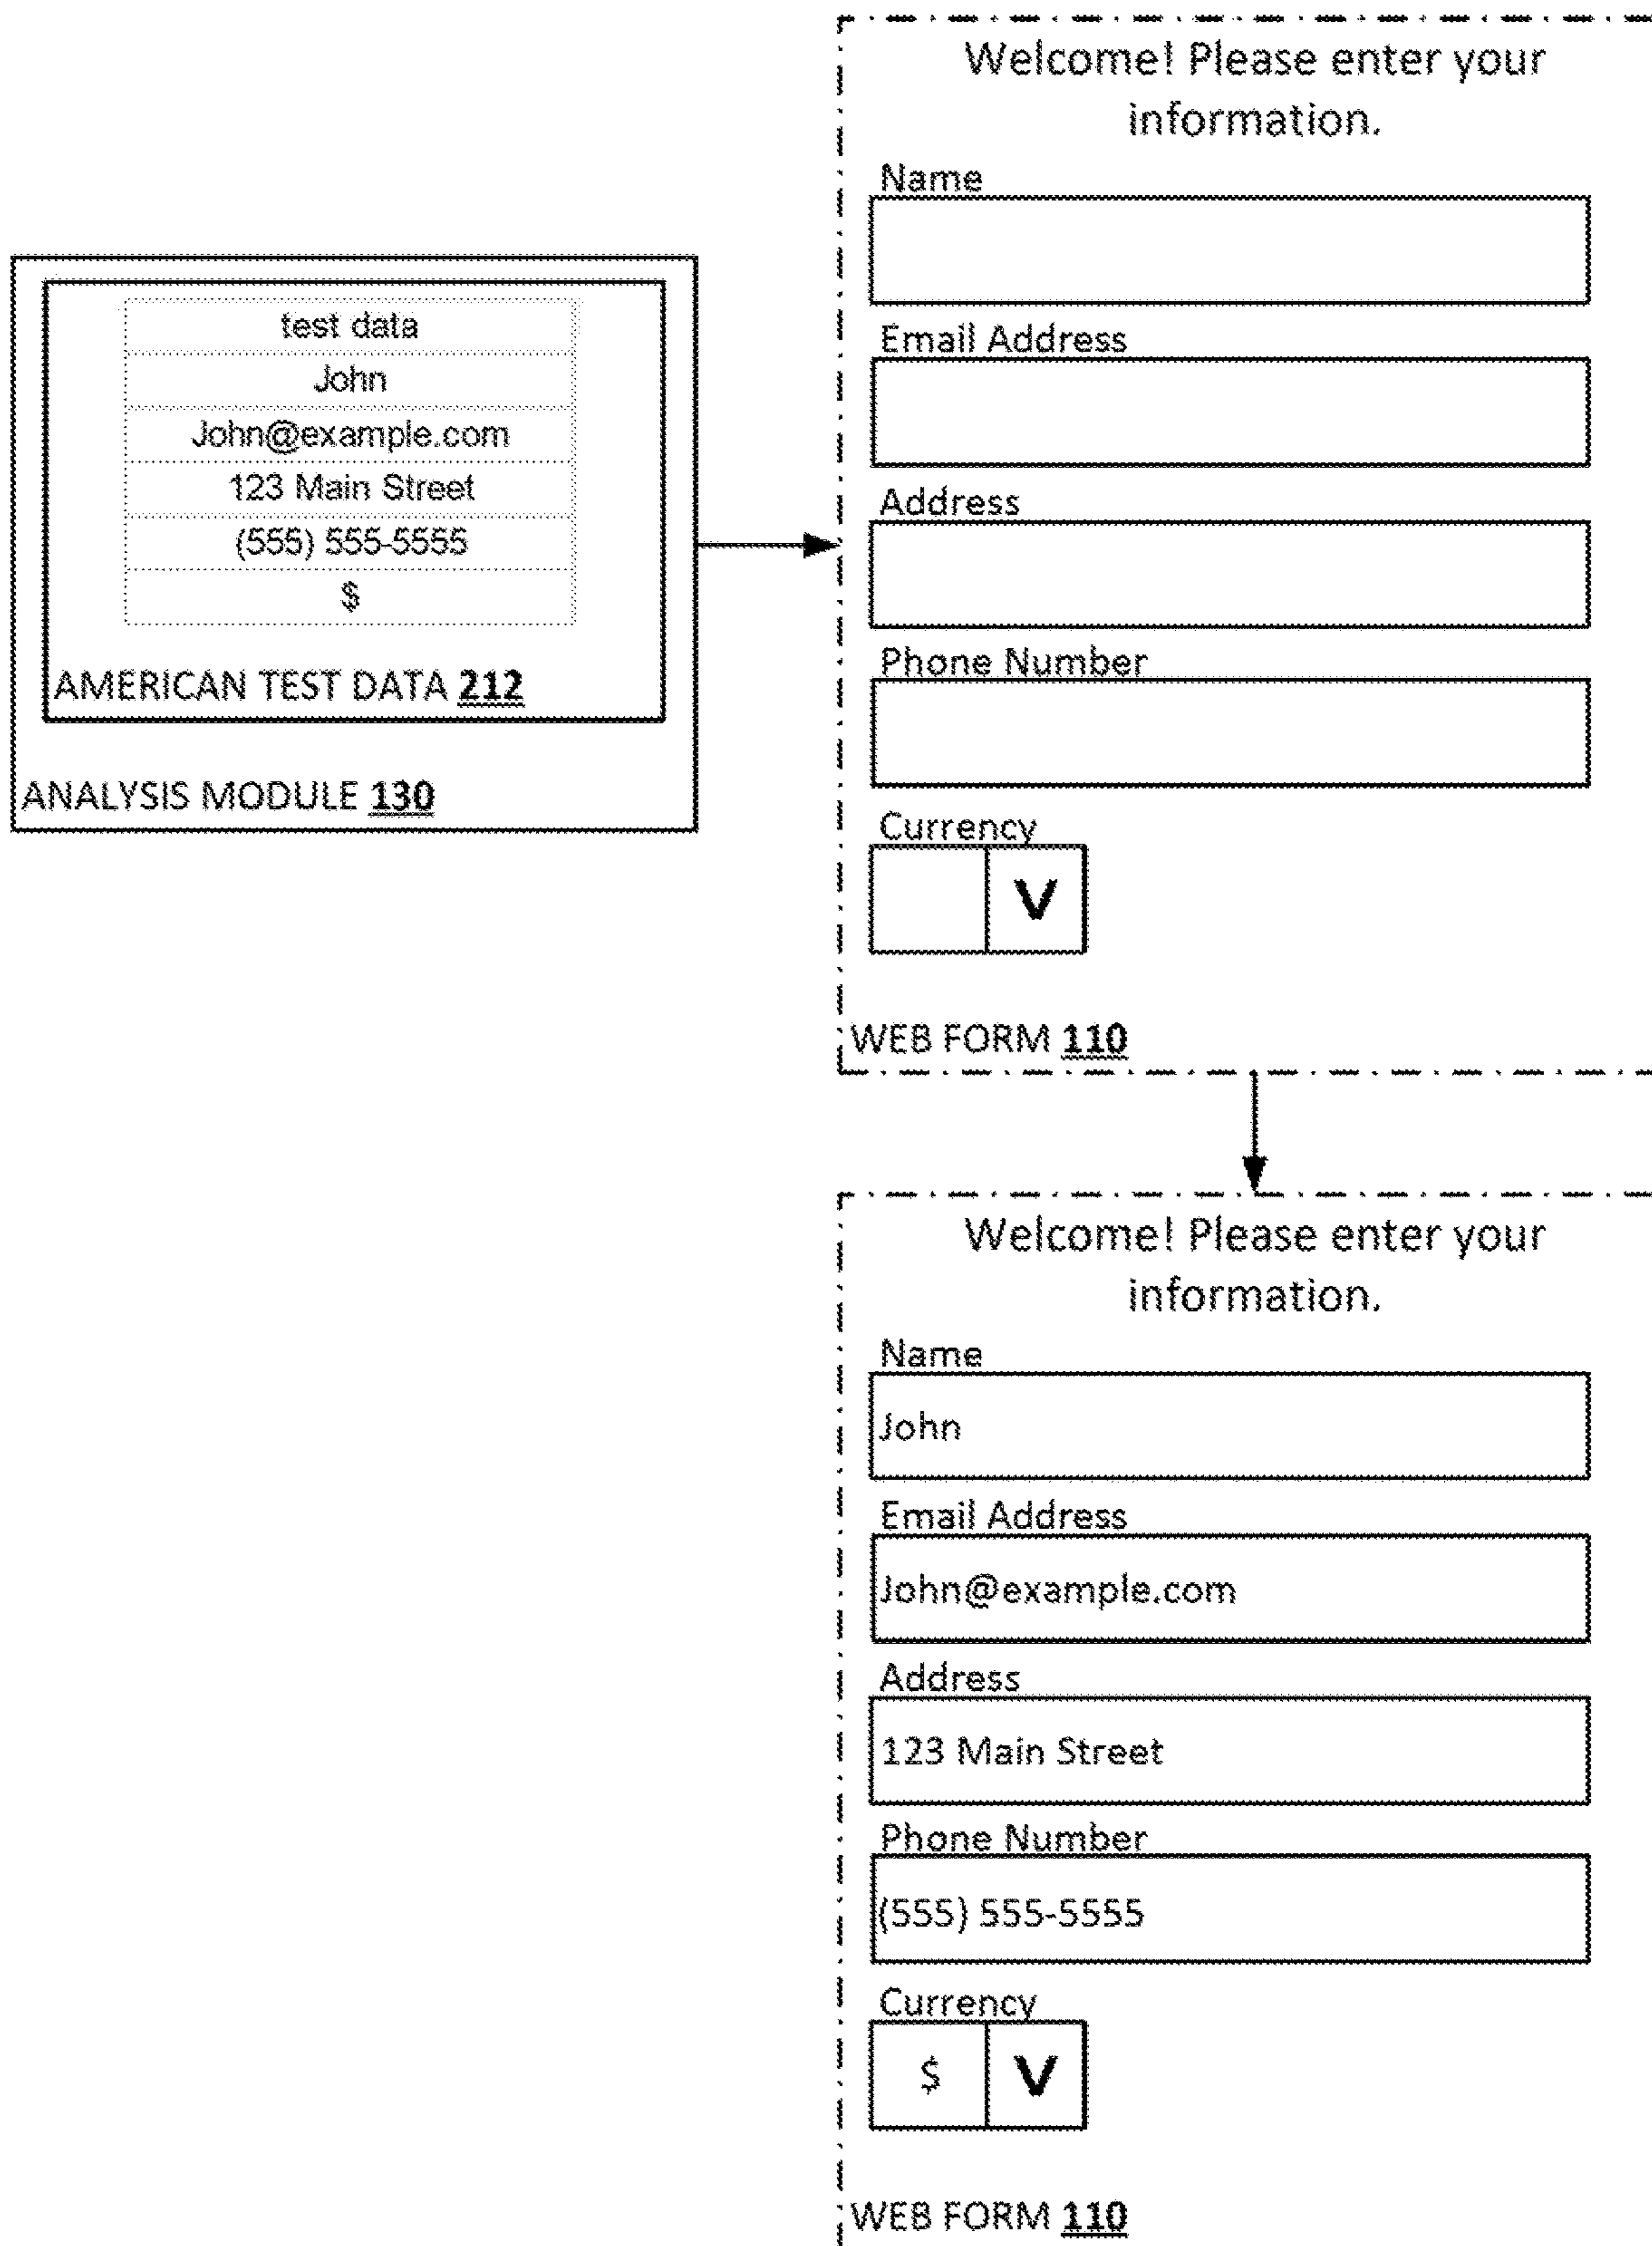 test data
John
John@example.com
123 Main Street
(555) 555-5555
$
AMERICAN TEST DATA 212
ANALYSIS MODULE 130
Welcome! Please enter your
information.
Name
Email Address
Address
Phone Number
Currency
V
WEB FORM 110
Welcome! Please enter your
information.
Name
John
Email Address
John@example.com
Address
123 Main Street
Phone Number
(555) 555-5555
Currency
$ V
WEB FORM 110